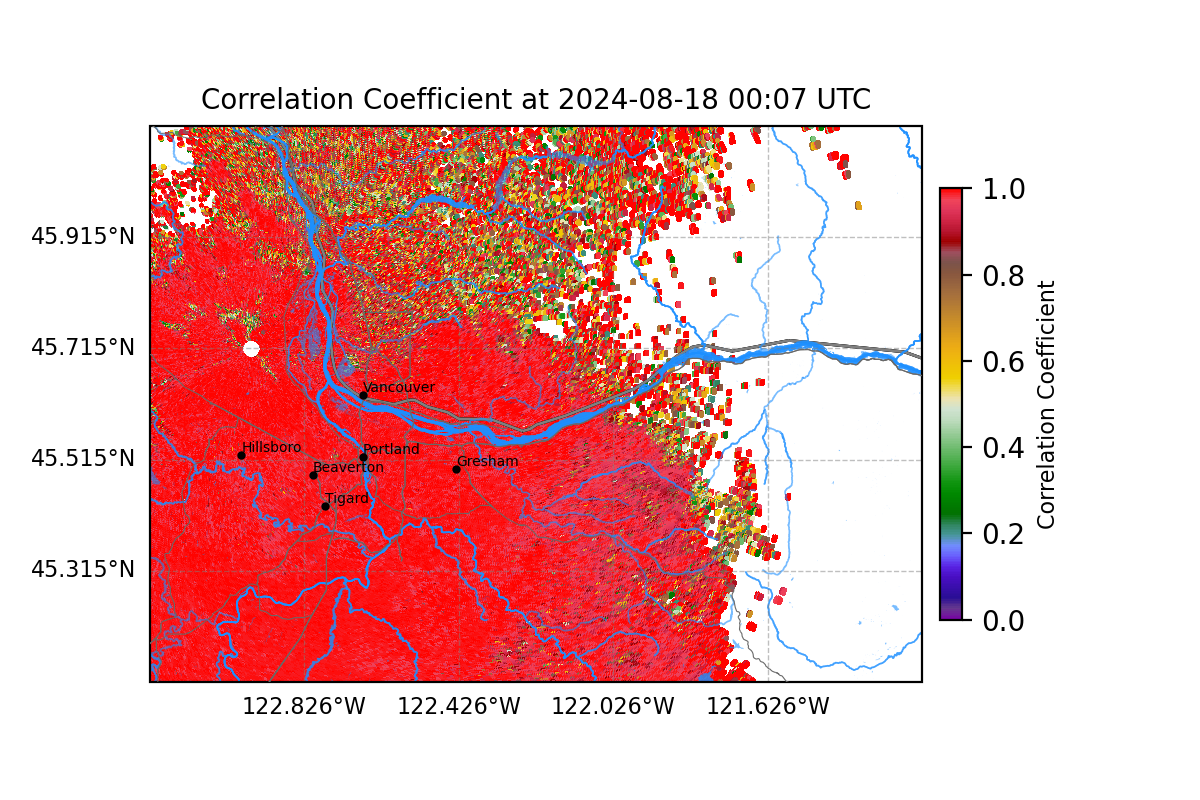 Correlation Coefficient at 2024-08-18 00:07 UTC
1.0
45.915°N
0.8
45.715°N
0.6
Vancouver
0.4
Hillsboro
Portland
45.515°N
Gresham
Beaverton
Tigard
0.2
45.315°N
0.0
Correlation Coefficient
122.826°W
122.426°W
122.026°W
121.626°W